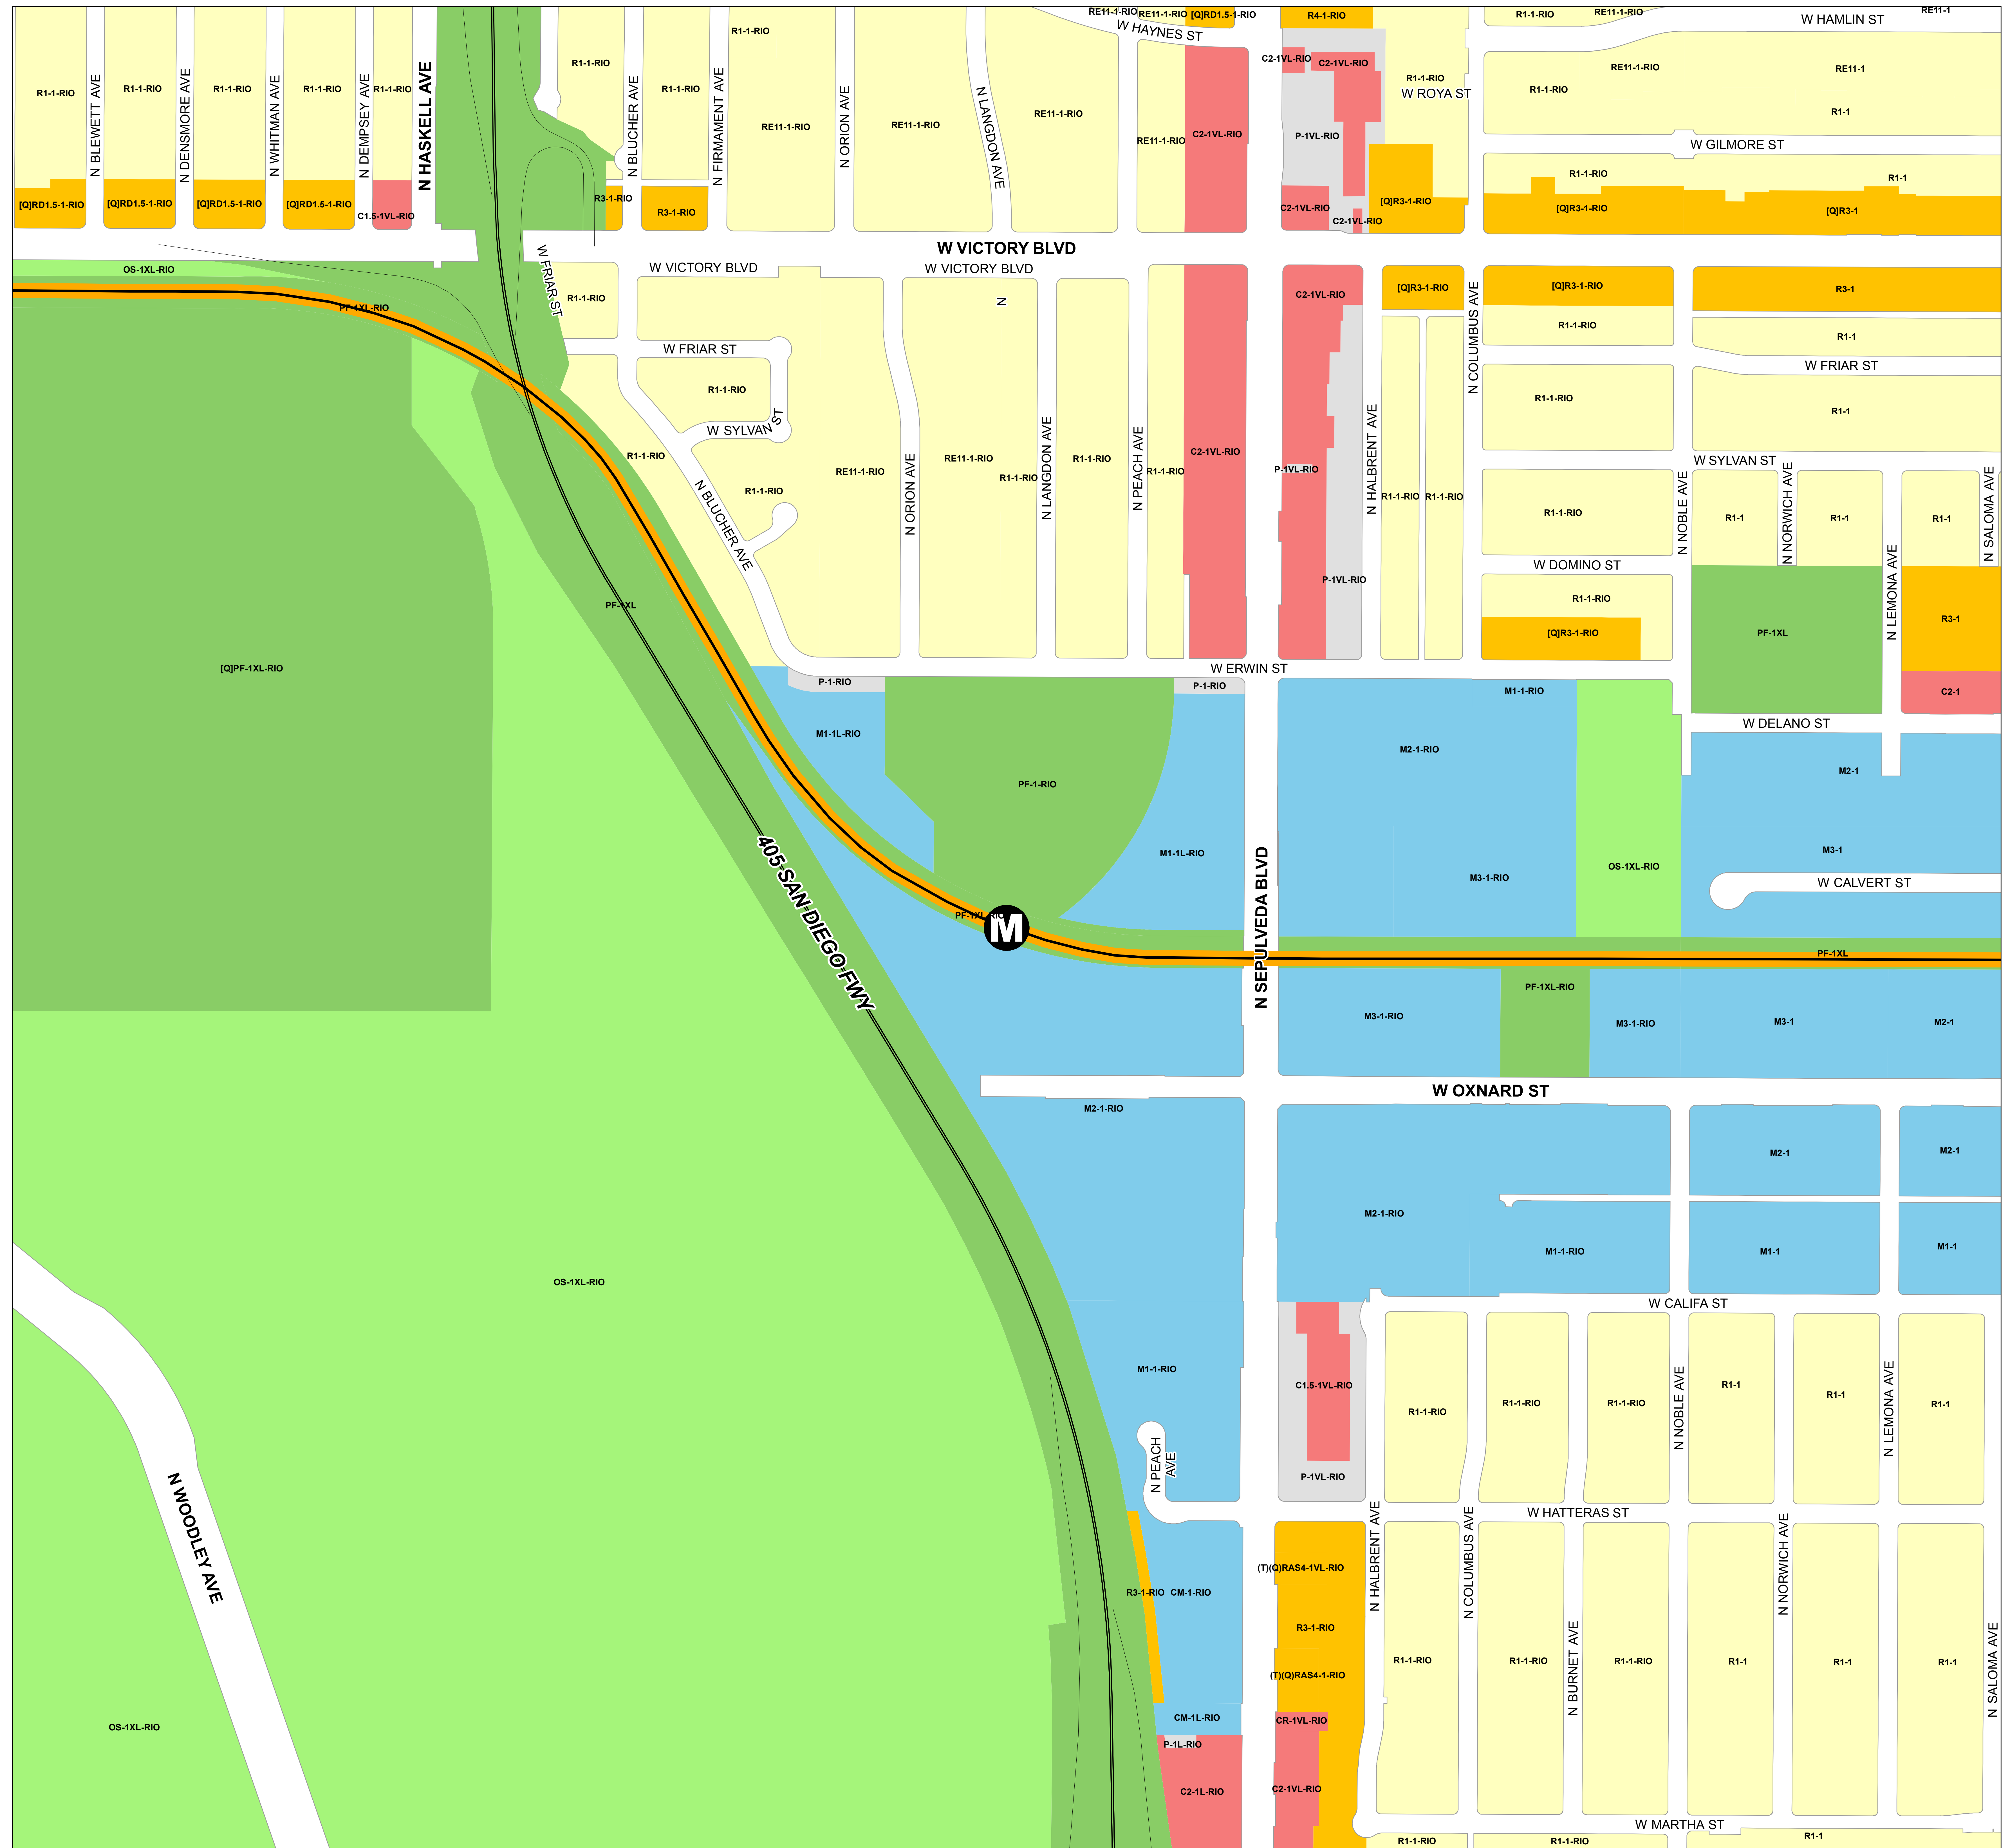 RE11-1-RIO
RE11-1-RIO
[Q]RD1.5-1-RIO
R4-1-RIO
R1-1-RIO
RE11-1-RIO
RE11-1
W HAMLIN ST
W HAYNES ST
R1-1-RIO
R1-1-RIO
C2-1VL-RIO
C2-1VL-RIO
R1-1-RIO
W ROYA ST
RE11-1-RIO
RE11-1
R1-1-RIO
R1-1
R1-1-RIO
R1-1-RIO
R1-1-RIO
R1-1-RIO
R1-1-RIO
R1-1-RIO
N BLEWETT AVE
N DENSMORE AVE
N WHITMAN AVE
N DEMPSEY AVE
N HASKELL AVE
N BLUCHER AVE
N FIRMAMENT AVE
N ORION AVE
N LANGDON AVE
RE11-1-RIO
RE11-1-RIO
RE11-1-RIO
RE11-1-RIO
C2-1VL-RIO
P-1VL-RIO
W GILMORE ST
R1-1-RIO
R1-1
[Q]RD1.5-1-RIO
[Q]RD1.5-1-RIO
[Q]RD1.5-1-RIO
[Q]RD1.5-1-RIO
C1.5-1VL-RIO
R3-1-RIO
R3-1-RIO
C2-1VL-RIO
C2-1VL-RIO
[Q]R3-1-RIO
[Q]R3-1-RIO
[Q]R3-1
W VICTORY BLVD
W VICTORY BLVD
W VICTORY BLVD
OS-1XL-RIO
PF-1XL-RIO
W FRIAR ST
R1-1-RIO
N
C2-1VL-RIO
[Q]R3-1-RIO
[Q]R3-1-RIO
R3-1
N COLUMBUS AVE
R1-1-RIO
R1-1
W FRIAR ST
W FRIAR ST
R1-1-RIO
R1-1-RIO
R1-1
W SYLVAN ST
R1-1-RIO
R1-1-RIO
RE11-1-RIO
RE11-1-RIO
R1-1-RIO
R1-1-RIO
R1-1-RIO
C2-1VL-RIO
P-1VL-RIO
R1-1-RIO
R1-1-RIO
N BLUCHER AVE
N ORION AVE
N LANGDON AVE
N PEACH AVE
N HALBRENT AVE
W SYLVAN ST
N NOBLE AVE
N NORWICH AVE
N SALOMA AVE
R1-1-RIO
R1-1
R1-1
R1-1
W DOMINO ST
P-1VL-RIO
R1-1-RIO
[Q]R3-1-RIO
PF-1XL
N LEMONA AVE
R3-1
PF-1XL
[Q]PF-1XL-RIO
W ERWIN ST
P-1-RIO
P-1-RIO
M1-1-RIO
C2-1
W DELANO ST
M1-1L-RIO
M2-1-RIO
M2-1
PF-1-RIO
M1-1L-RIO
M3-1-RIO
OS-1XL-RIO
M3-1
W CALVERT ST
405-SAN-DIEGO-FWY
N SEPULVEDA BLVD
PF-1XL-RIO
M
PF-1XL
PF-1XL-RIO
M3-1-RIO
M3-1-RIO
M3-1
M2-1
W OXNARD ST
M2-1-RIO
M2-1
M2-1
M2-1-RIO
M1-1-RIO
M1-1
M1-1
OS-1XL-RIO
W CALIFA ST
M1-1-RIO
C1.5-1VL-RIO
R1-1-RIO
R1-1-RIO
R1-1-RIO
R1-1
R1-1
R1-1
N NOBLE AVE
N LEMONA AVE
N PEACH
AVE
P-1VL-RIO
W HATTERAS ST
N WOODLEY AVE
N HALBRENT AVE
N COLUMBUS AVE
N BURNET AVE
N NORWICH AVE
N SALOMA AVE
(T)(Q)RAS4-1VL-RIO
R3-1-RIO
CM-1-RIO
R3-1-RIO
(T)(Q)RAS4-1-RIO
R1-1-RIO
R1-1-RIO
R1-1-RIO
R1-1
R1-1
R1-1
OS-1XL-RIO
CM-1L-RIO
CR-1VL-RIO
P-1L-RIO
C2-1L-RIO
C2-1VL-RIO
W MARTHA ST
R1-1-RIO
R1-1-RIO
R1-1